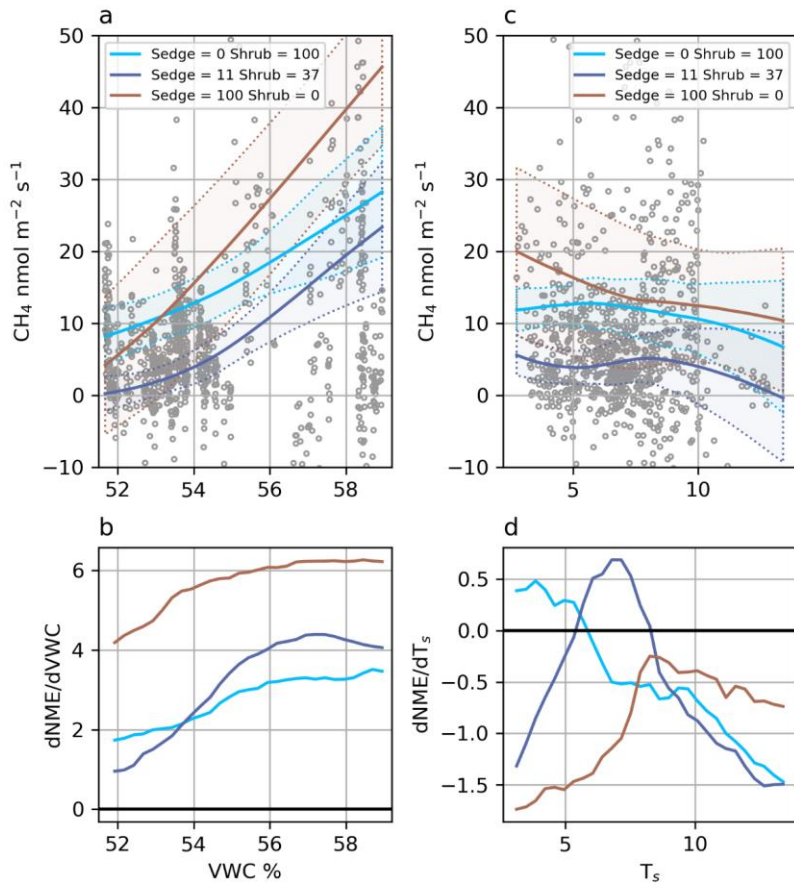 a
50
40
30
20
10
0
−10
CH₄ nmol m⁻² s⁻¹
Sedge = 0 Shrub = 100
Sedge = 11 Shrub = 37
Sedge = 100 Shrub = 0
52 54 56 58
c
50
40
30
20
10
0
−10
CH₄ nmol m⁻² s⁻¹
Sedge = 0 Shrub = 100
Sedge = 11 Shrub = 37
Sedge = 100 Shrub = 0
5 10
b
6
4
2
0
dNME/dVWC
52 54 56 58
VWC %
d
0.5
0.0
−0.5
−1.0
−1.5
dNME/dTₛ
5 10
Tₛ